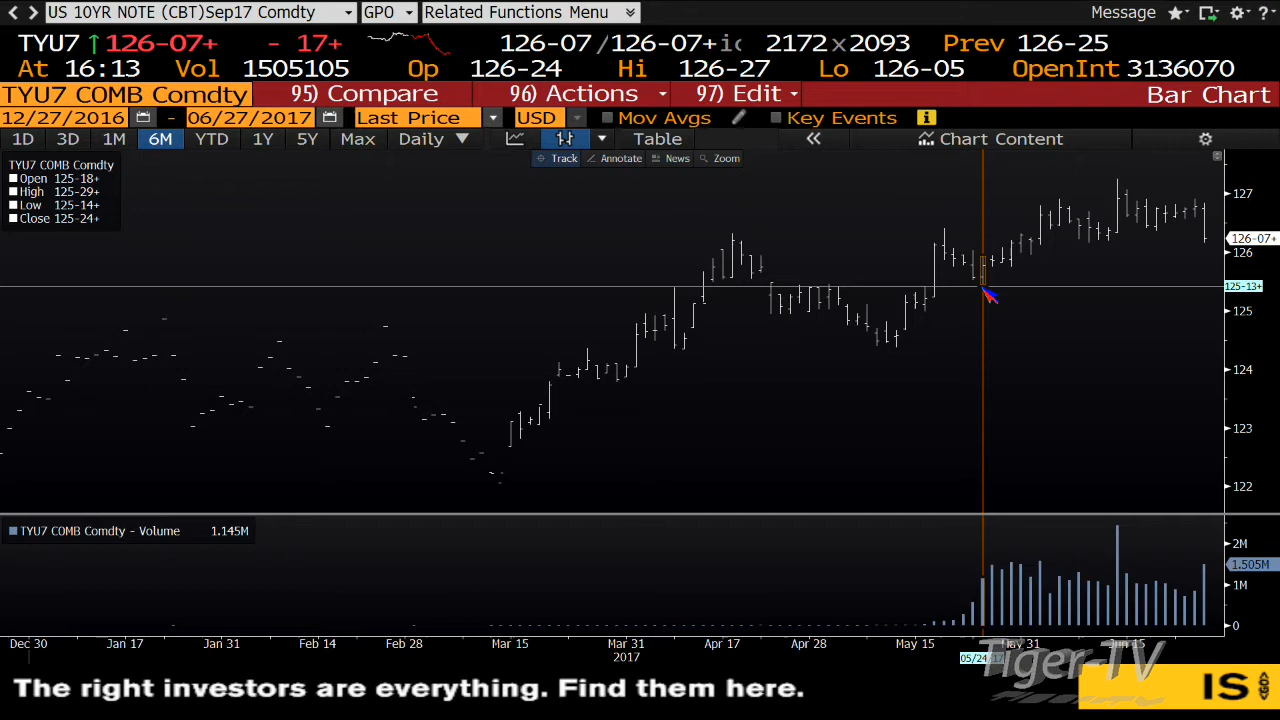 US 10YR NOTE (CBT)Sep17 Comdty GPO Related Functions Menu Message ?
TYU7 ↑126-07+ - 17+ 126-07/126-07+ic 2172x2093 Prev 126-25
At 16:13 Vol 1505105 Op 126-24 Hi 126-27 Lo 126-05 OpenInt 3136070
TYU7 COMB Comdty 95) Compare 96) Actions 97) Edit Bar Chart
12/27/2016 - 06/27/2017 Last Price USD Mov Avgs Key Events i
1D 3D 1M 6M YTD 1Y 5Y Max Daily Table Chart Content
Track Annotate News Zoom
TYU7 COMB Comdty
Open 125-18+
High 125-29+
Low 125-14+
Close 125-24+
127
126-07+
126
125-13+
125
124
123
122
TYU7 COMB Comdty - Volume 1.145M
2M
1.505M
1M
0
Dec 30 Jan 17 Jan 31 Feb 14 Feb 28 Mar 15 Mar 31 Apr 17 Apr 28 May 15 May 31 Jun 15
2017 05/24/17
Tiger-TV
The right investors are everything. Find them here. IS